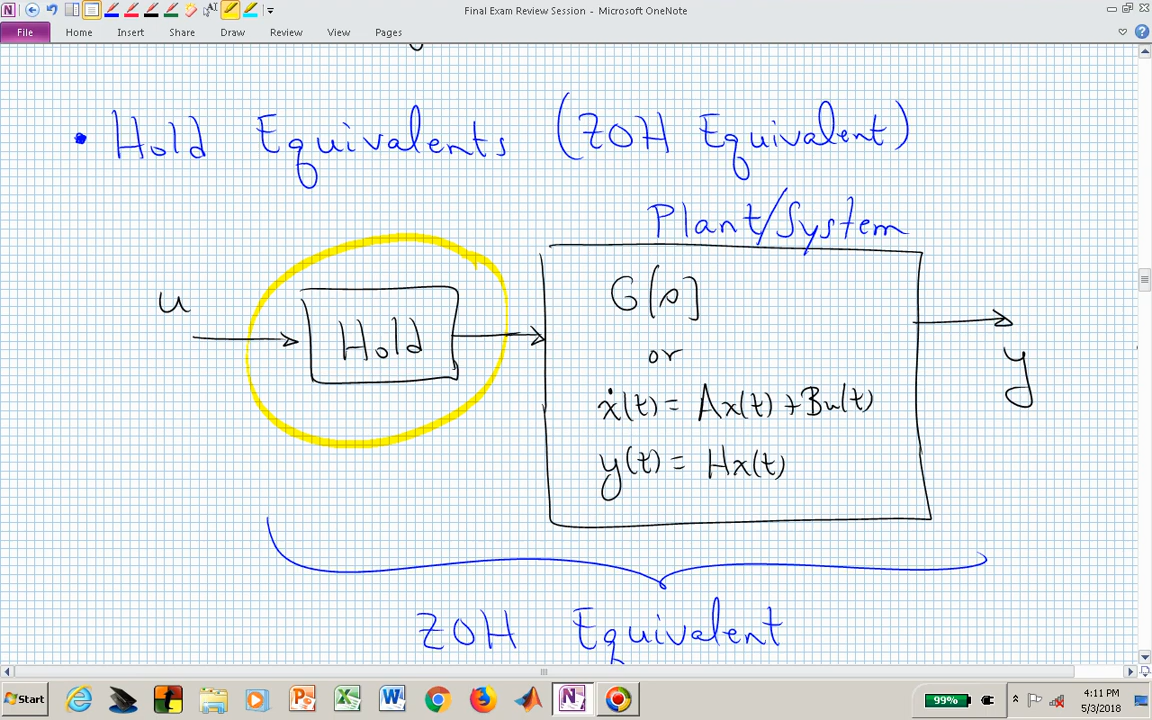 Final Exam Review Session - Microsoft OneNote
File Home Insert Share Draw Review View Pages
• Hold Equivalents (ZOH Equivalent)
Plant/System
u
Hold
G(s)
or
ẋ(t) = Ax(t) + Bu(t)
y(t) = Hx(t)
y
ZOH Equivalent
Start
99%
4:11 PM
5/3/2018